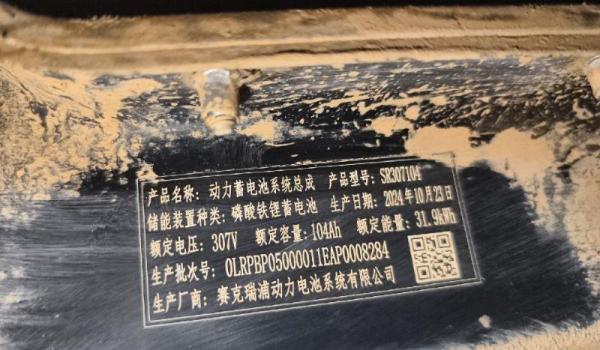 产品名称: 动力蓄电池系统总成 产品型号: SR307104
储能装置种类: 磷酸铁锂蓄电池 生产日期: 2024年10月23日
额定电压: 307V 额定容量: 104Ah 额定能量: 31.9kWh
生产批次号: 0LRPBP05000011EAP0008284
生产厂商: 赛克瑞浦动力电池系统有限公司